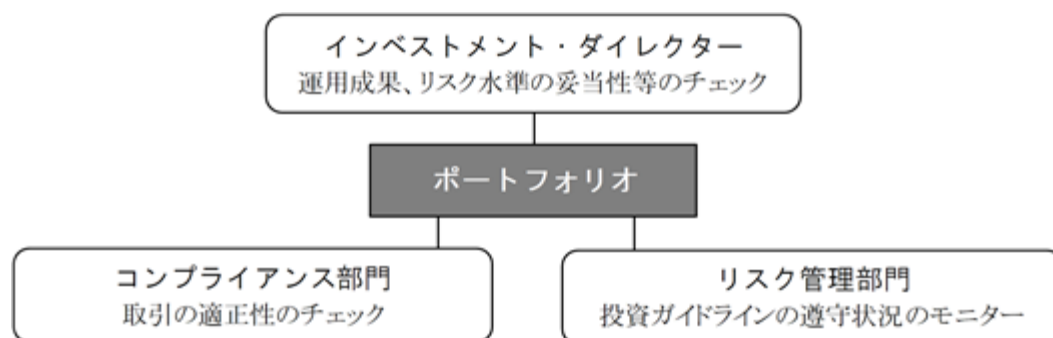 インベストメント・ダイレクター
運用成果、リスク水準の妥当性等のチェック
ポートフォリオ
コンプライアンス部門
取引の適正性のチェック
リスク管理部門
投資ガイドラインの遵守状況のモニター